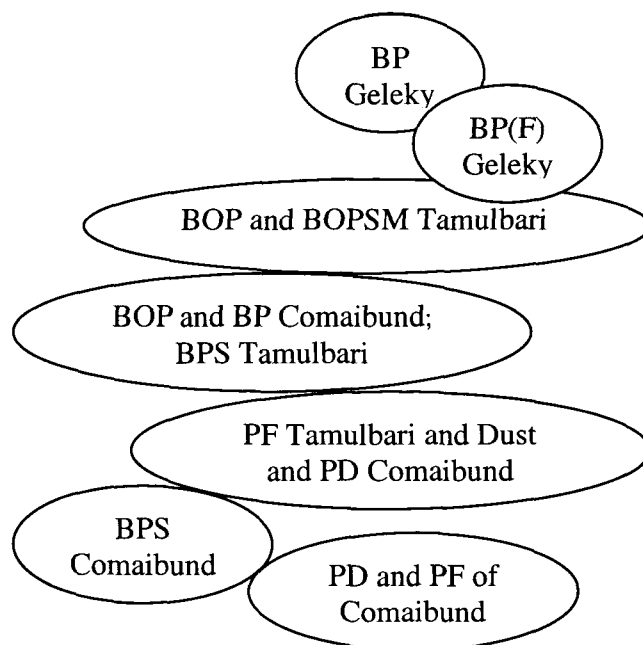 BP
Geleky
BP(F)
Geleky
BOP and BOPSM Tamulbari
BOP and BP Comaibund;
BPS Tamulbari
PF Tamulbari and Dust
and PD Comaibund
BPS
Comaibund
PD and PF of
Comaibund